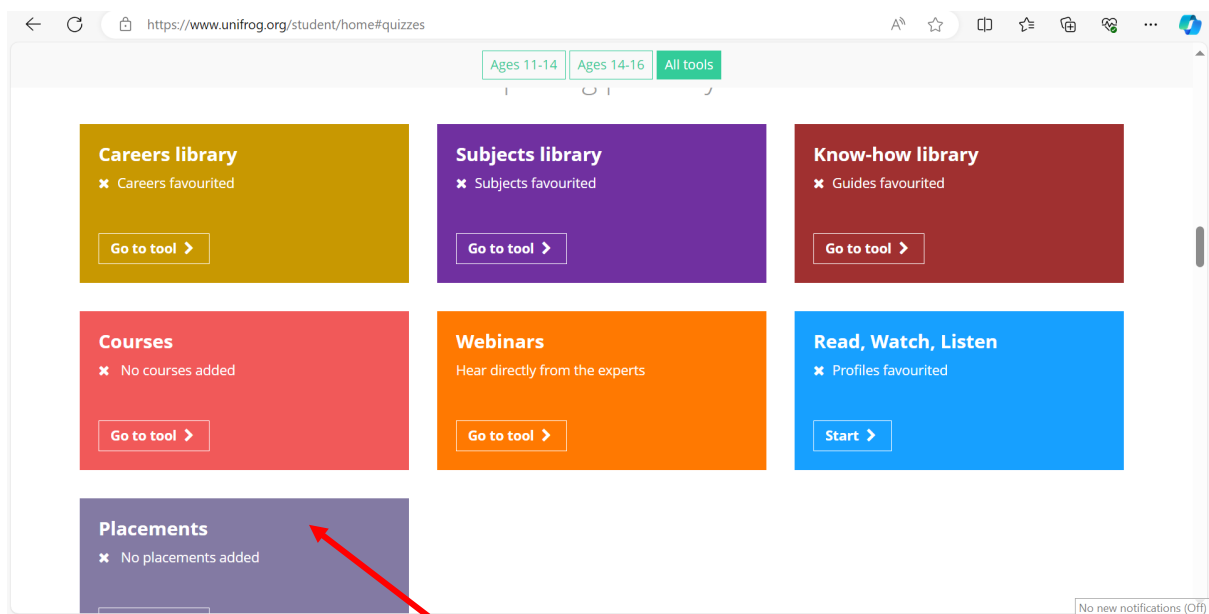 https://www.unifrog.org/student/home#quizzes
Ages 11-14 Ages 14-16 All tools
Careers library
Careers favourited
Go to tool
Subjects library
Subjects favourited
Go to tool
Know-how library
Guides favourited
Go to tool
Courses
No courses added
Go to tool
Webinars
Hear directly from the experts
Go to tool
Read, Watch, Listen
Profiles favourited
Start
Placements
No placements added
No new notifications (Off)